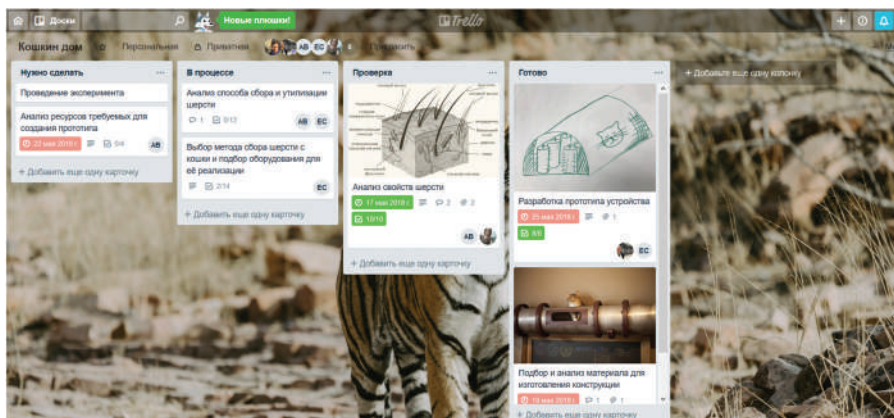 Доски
Новые плюшки!
Trello
Кошкин дом
Персональная
Приватная
АВ
ЕС
Пригласить
Нужно сделать
Проведение эксперимента
Анализ ресурсов требуемых для
создания прототипа
22 мая 2018 г.
АВ
+ Добавить еще одну карточку
В процессе
Анализ способа сбора и утилизации
шерсти
1
0/13
АВ ЕС
Выбор метода сбора шерсти с
кошки и подбор оборудования для
её реализации
2/14
ЕС
+ Добавить еще одну карточку
Проверка
Анализ свойств шерсти
17 мая 2018 г.
2
2
10/10
АВ
+ Добавить еще одну карточку
Готово
Разработка прототипа устройства
25 мая 2018 г.
1
ЕС
Подбор и анализ материала для
изготовления конструкции
1
1
+ Добавить еще одну карточку
+ Добавьте еще одну колонку